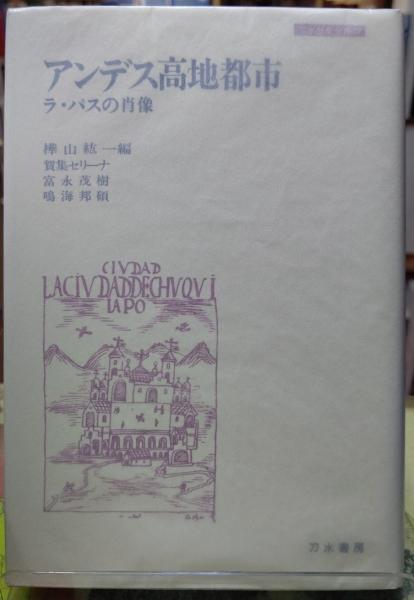 アンデス高地都市
ラ・パスの肖像
樺山紘一編
賀集セリーナ
富永茂樹
鳴海邦碩
CIVDAD
LACIVDADDECHVQVI
IAPO
刀水書房